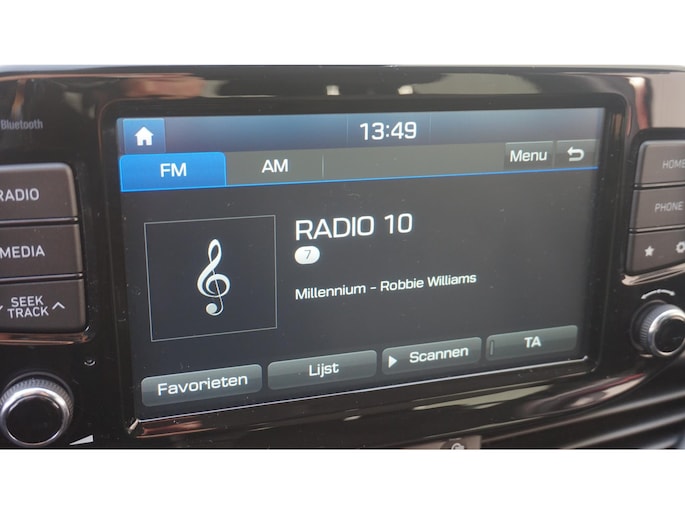 Bluetooth
13:49
FM
AM
Menu
RADIO
MEDIA
SEEK
TRACK
HOME
PHONE
RADIO 10
7
Millennium - Robbie Williams
Favorieten
Lijst
Scannen
TA